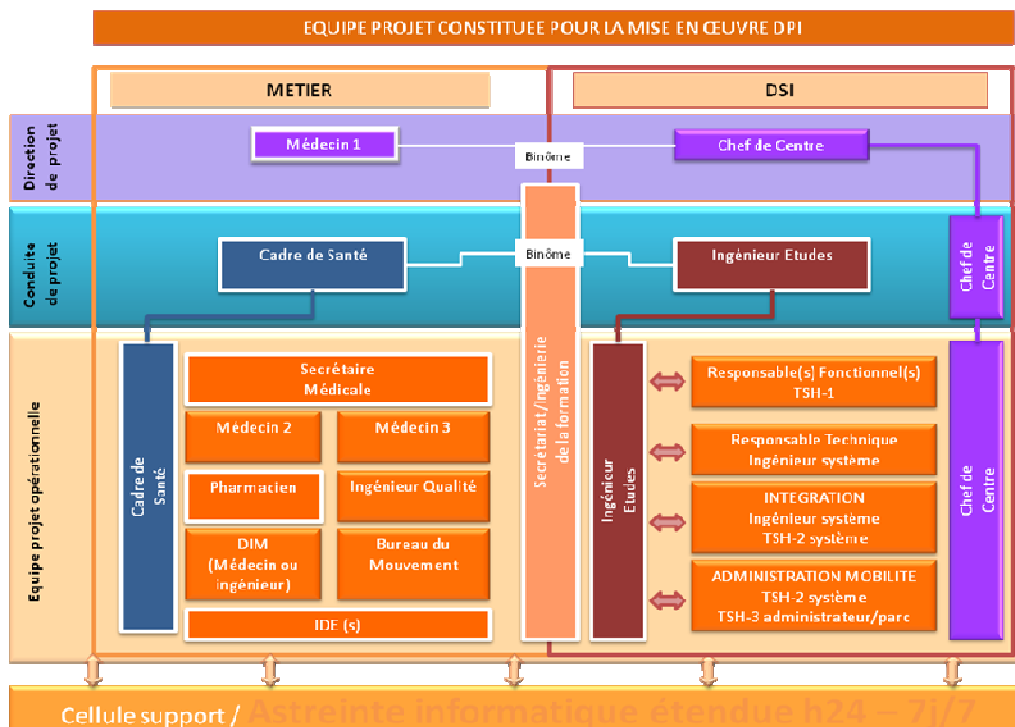 EQUIPE PROJET CONSTITUEE POUR LA MISE EN ŒUVRE DPI
METIER
DSI
Direction
de projet
Médecin 1
Binôme
Chef de Centre
Conduite
de projet
Cadre de Santé
Binôme
Ingénieur Etudes
Chef de
Centre
Equipe projet opérationnelle
Cadre de
Santé
Secrétaire
Médicale
Médecin 2
Médecin 3
Pharmacien
Ingénieur Qualité
DIM
(Médecin ou
ingénieur)
Bureau du
Mouvement
IDE (s)
Secrétariat/Ingénierie
de la formation
Ingénieur
Etudes
Responsable(s) Fonctionnel(s)
TSH-1
Responsable Technique
Ingénieur système
INTEGRATION
Ingénieur système
TSH-2 système
ADMINISTRATION MOBILITE
TSH-2 système
TSH-3 administrateur/parc
Chef de
Centre
Cellule support / Astreinte informatique étendue h24 – 7j/7